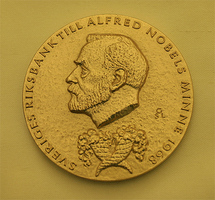 SVERIGES RIKSBANK TILL ALFRED NOBELS MINNE 1968